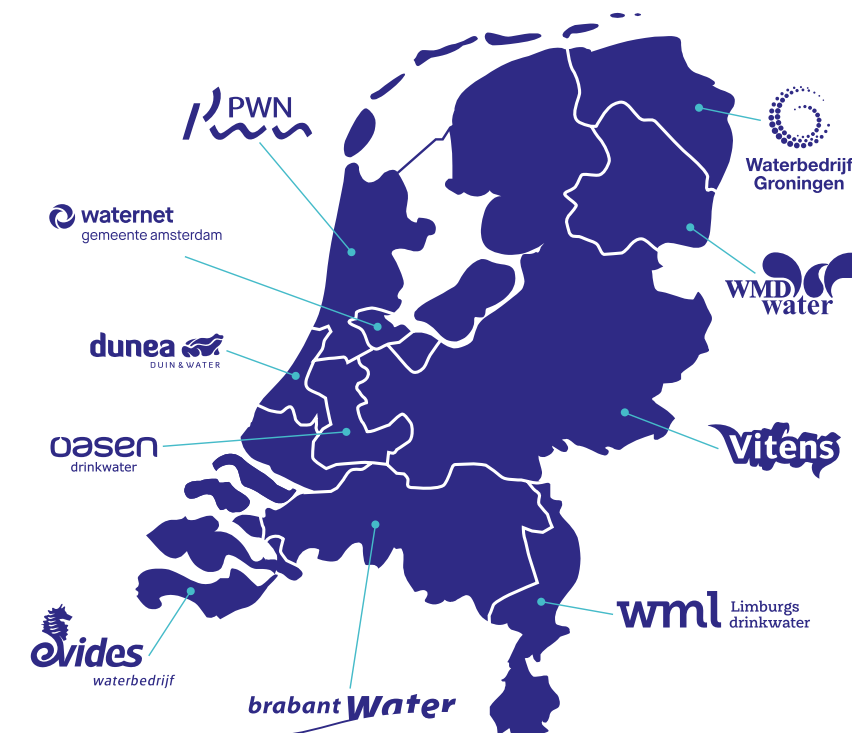 PWN
Waterbedrijf
Groningen
waternet
gemeente amsterdam
WMD
water
dunea
DUIN & WATER
oasen
drinkwater
Vitens
wml Limburgs
drinkwater
evides
waterbedrijf
brabant Water